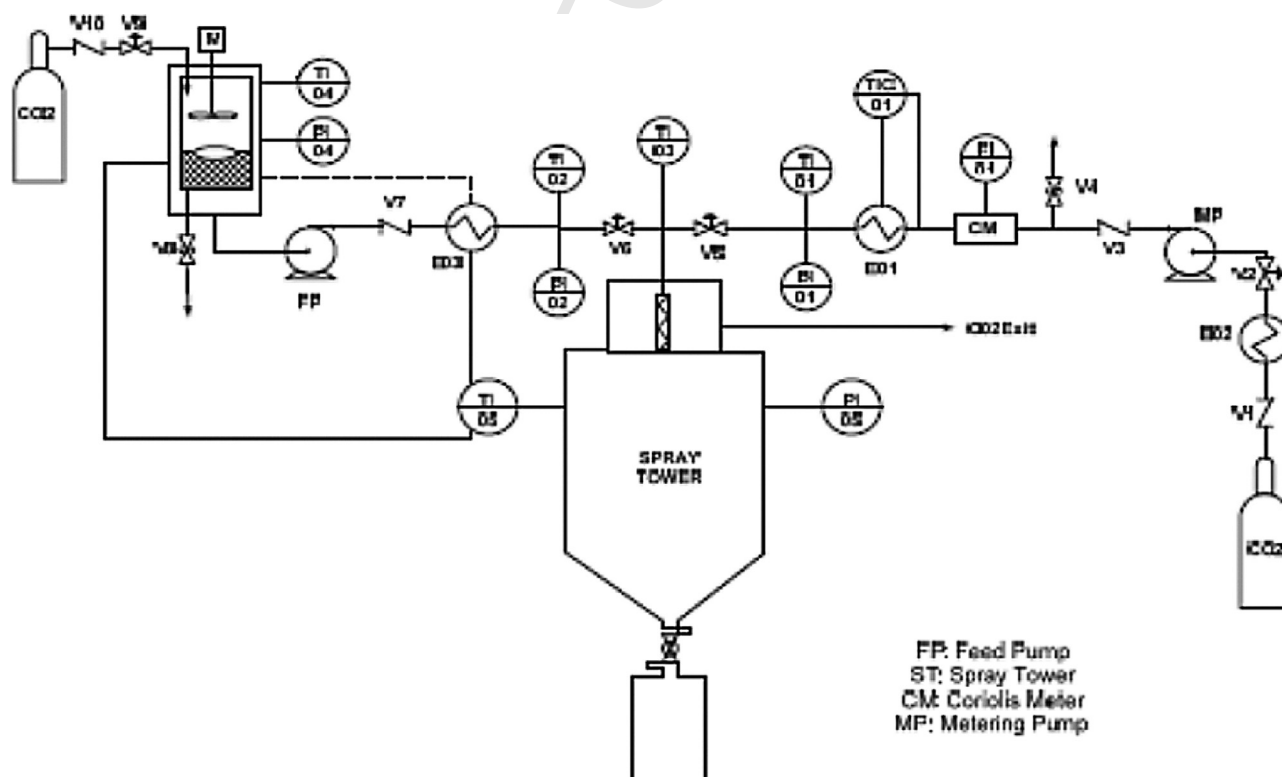 V10
V9
M
CO2
TI
04
PI
04
V8
V7
FP
E03
TI
02
PI
02
V6
TI
03
V5
TI
01
PI
01
TIC
01
E01
CM
V4
V3
MP
V2
E02
V1
CO2
CO2 Exit
TI
05
PI
05
SPRAY
TOWER
FP: Feed Pump
ST: Spray Tower
CM: Coriolis Meter
MP: Metering Pump